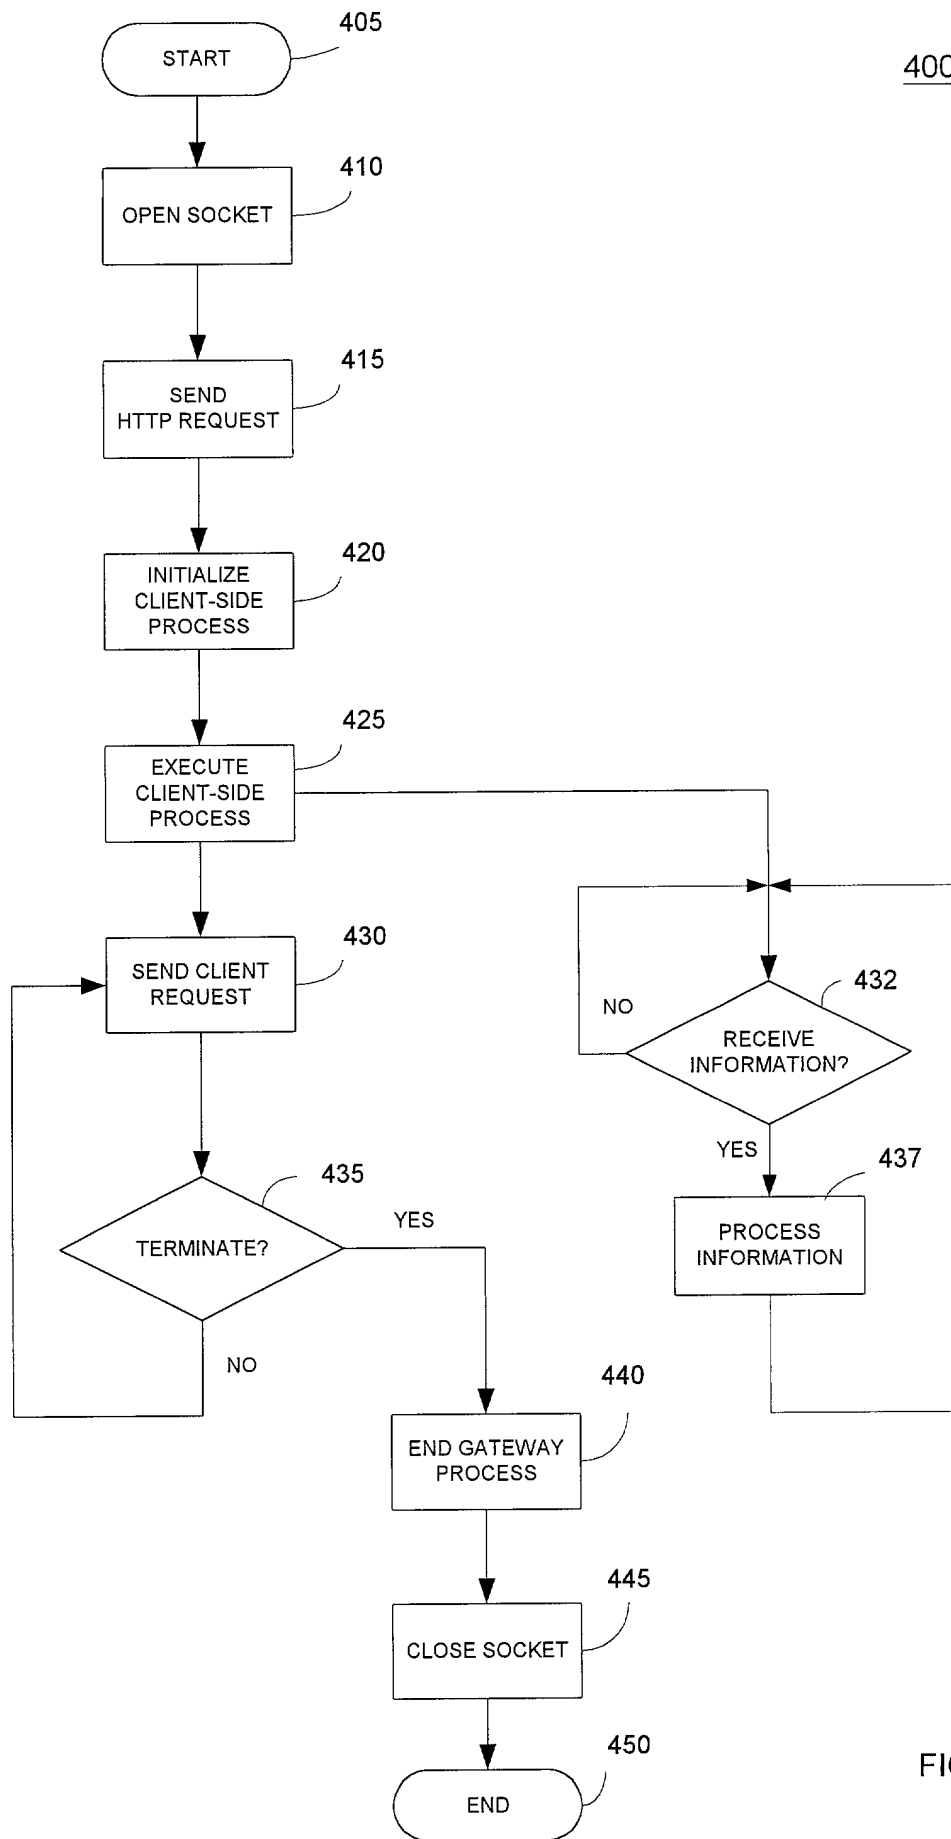 405
START
400
410
OPEN SOCKET
415
SEND
HTTP REQUEST
420
INITIALIZE
CLIENT-SIDE
PROCESS
425
EXECUTE
CLIENT-SIDE
PROCESS
430
SEND CLIENT
REQUEST
432
NO
RECEIVE
INFORMATION?
YES
437
PROCESS
INFORMATION
435
TERMINATE?
YES
NO
440
END GATEWAY
PROCESS
445
CLOSE SOCKET
450
END